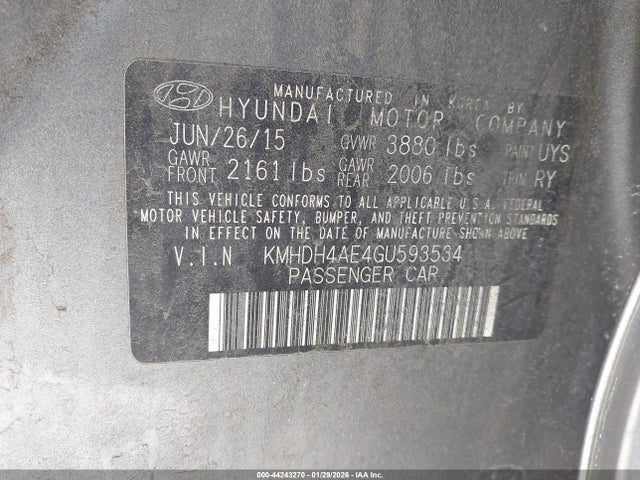 MANUFACTURED IN KOREA BY
HYUNDAI MOTOR COMPANY
JUN/26/15 GVWR 3880 lbs PAINT UYS
GAWR FRONT 2161 lbs GAWR REAR 2006 lbs TRIM RY
THIS VEHICLE CONFORMS TO ALL APPLICABLE U.S.A. FEDERAL
MOTOR VEHICLE SAFETY, BUMPER, AND THEFT PREVENTION STANDARDS
IN EFFECT ON THE DATE OF MANUFACTURE SHOWN ABOVE.
V.I.N KMHDH4AE4GU593534
PASSENGER CAR
000-44243270 - 01/29/2026 - IAA Inc.